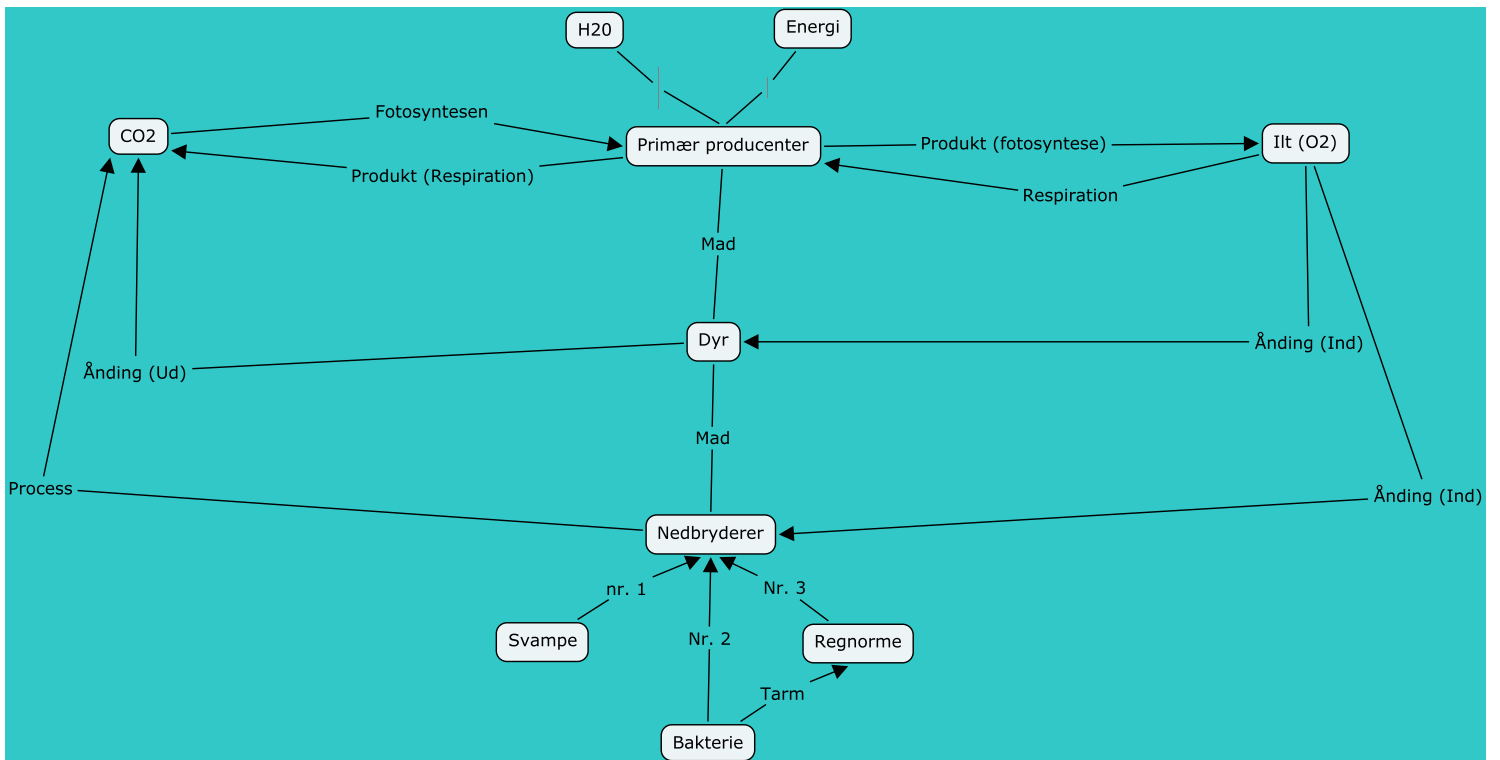 H20
Energi
Fotosyntesen
CO2
Primær producenter
Produkt (fotosyntese)
Ilt (O2)
Produkt (Respiration)
Respiration
Mad
Dyr
Ånding (Ind)
Ånding (Ud)
Mad
Process
Ånding (Ind)
Nedbryderer
nr. 1
Nr. 3
Svampe
Nr. 2
Regnorme
Tarm
Bakterie